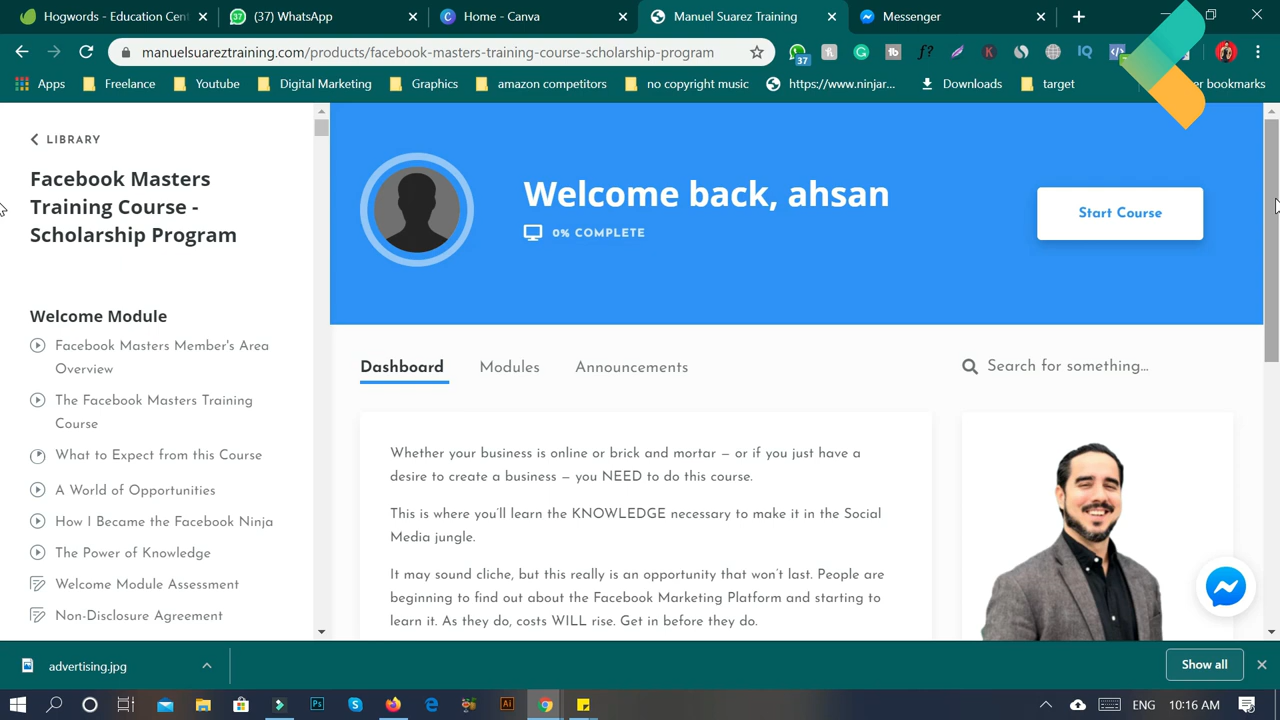 Hogwords - Education Cent
(37) WhatsApp
Home - Canva
Manuel Suarez Training
Messenger
manuelsuareztraining.com/products/facebook-masters-training-course-scholarship-program
37
Apps
Freelance
Youtube
Digital Marketing
Graphics
amazon competitors
no copyright music
https://www.ninjar...
Downloads
target
er bookmarks
LIBRARY
Facebook Masters
Training Course -
Scholarship Program
Welcome Module
Facebook Masters Member's Area
Overview
The Facebook Masters Training
Course
What to Expect from this Course
A World of Opportunities
How I Became the Facebook Ninja
The Power of Knowledge
Welcome Module Assessment
Non-Disclosure Agreement
Welcome back, ahsan
0% COMPLETE
Start Course
Dashboard
Modules
Announcements
Search for something...
Whether your business is online or brick and mortar – or if you just have a
desire to create a business – you NEED to do this course.
This is where you'll learn the KNOWLEDGE necessary to make it in the Social
Media jungle.
It may sound cliche, but this really is an opportunity that won't last. People are
beginning to find out about the Facebook Marketing Platform and starting to
learn it. As they do, costs WILL rise. Get in before they do.
advertising.jpg
Show all
Ps
Ai
ENG
10:16 AM